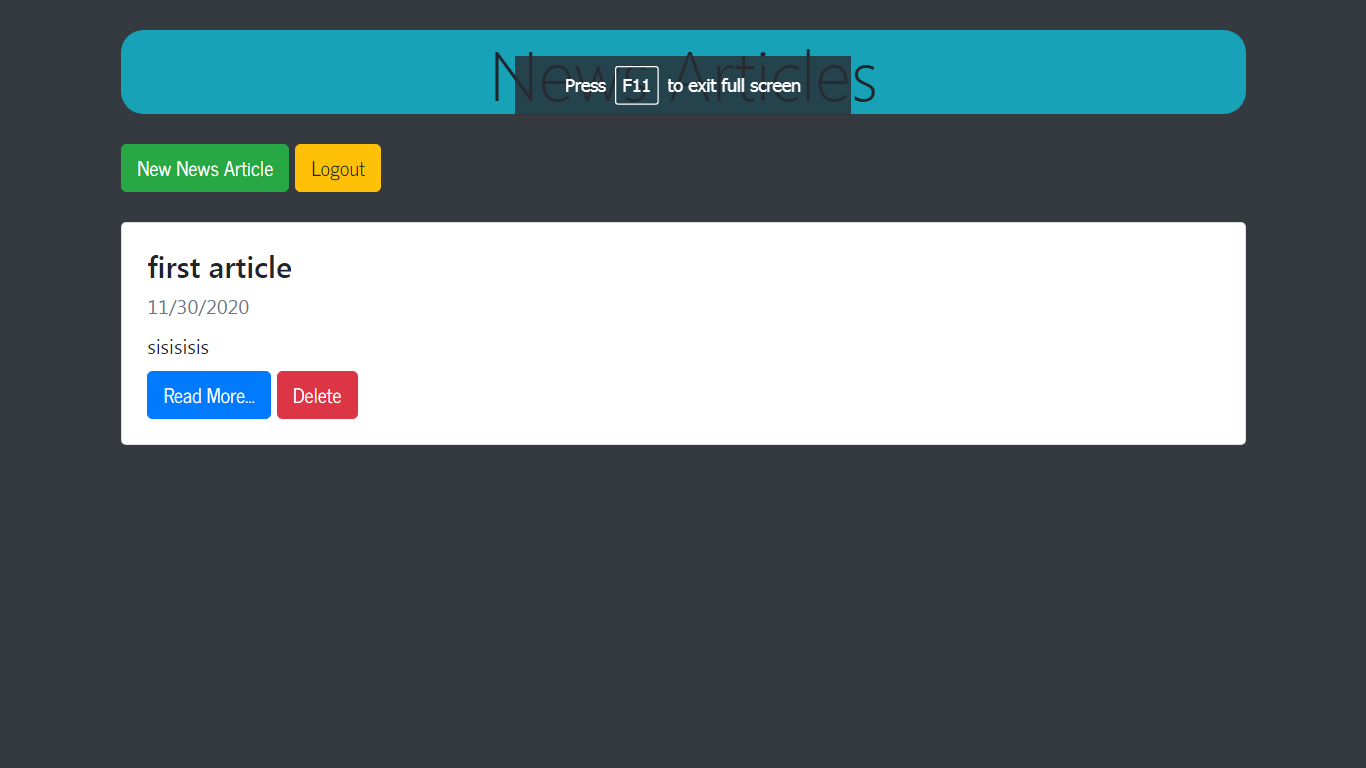 News Articles
Press F11 to exit full screen
New News Article Logout
first article
11/30/2020
sisisisis
Read More... Delete